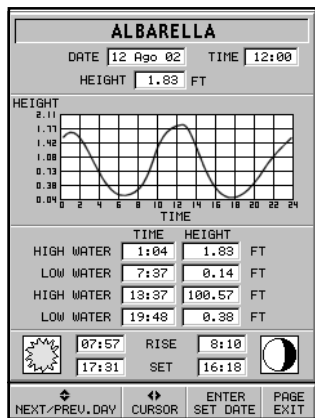 ALBARELLA
DATE 12 Ago 02 TIME 12:00
HEIGHT 1.83 FT
HEIGHT
2.11
1.77
1.42
1.08
0.73
0.38
0.04
0 2 4 6 8 10 12 14 16 18 20 22 24
TIME
TIME HEIGHT
HIGH WATER 1:04 1.83 FT
LOW WATER 7:37 0.14 FT
HIGH WATER 13:37 100.57 FT
LOW WATER 19:48 0.38 FT
07:57 RISE 8:10
17:31 SET 16:18
NEXT/PREV.DAY CURSOR ENTER SET DATE PAGE EXIT